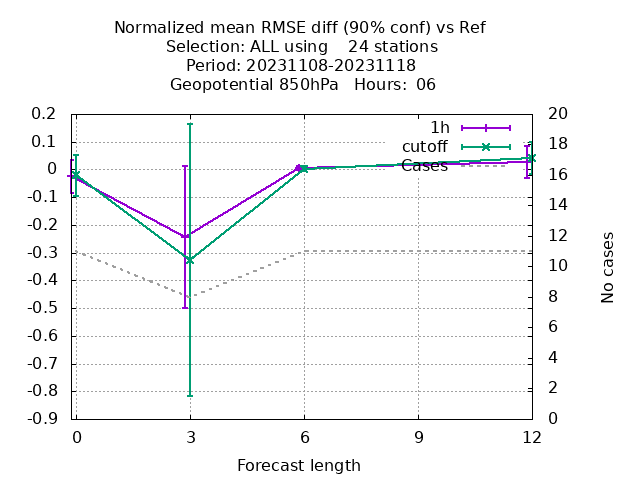 Normalized mean RMSE diff (90% conf) vs Ref
Selection: ALL using    24 stations
Period: 20231108-20231118
Geopotential 850hPa   Hours:  06
0.2
0.1
0
-0.1
-0.2
-0.3
-0.4
-0.5
-0.6
-0.7
-0.8
-0.9
1h
cutoff
Cases
20
18
16
14
12
10
8
6
4
2
0
No cases
0 3 6 9 12
Forecast length